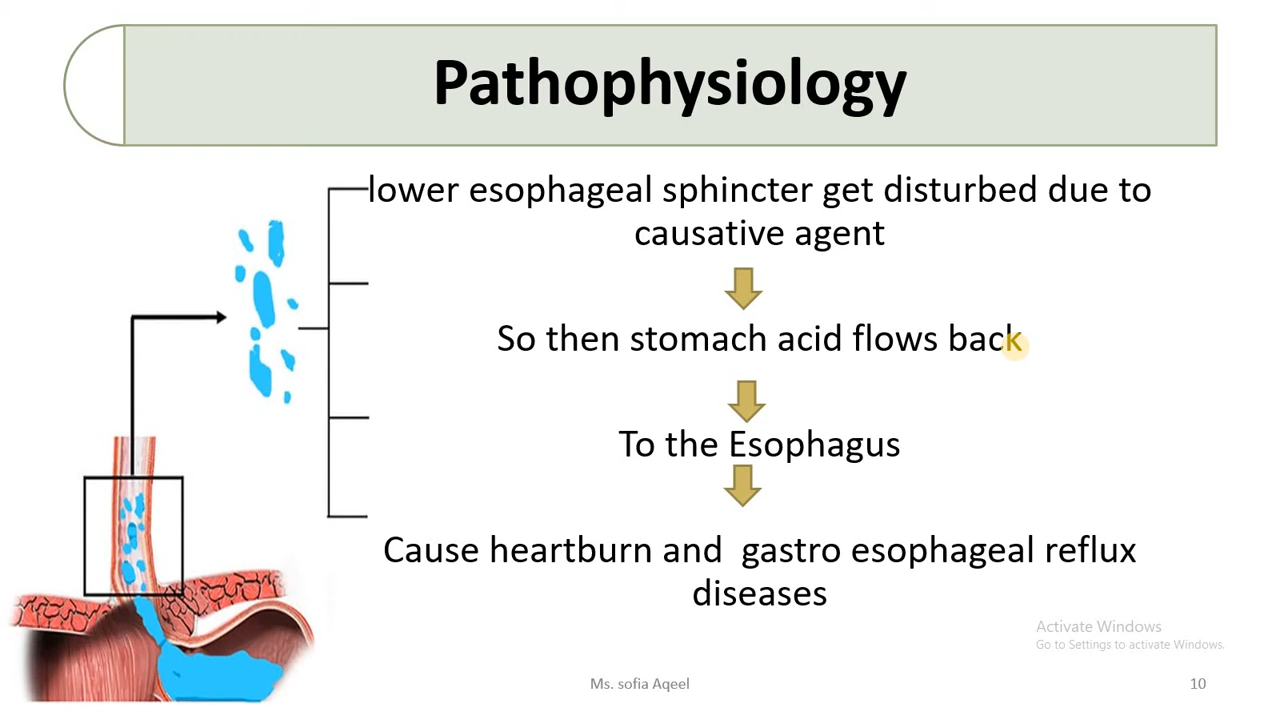 Pathophysiology
lower esophageal sphincter get disturbed due to
causative agent
So then stomach acid flows back
To the Esophagus
Cause heartburn and  gastro esophageal reflux
diseases
Activate Windows
Go to Settings to activate Windows.
Ms. sofia Aqeel
10